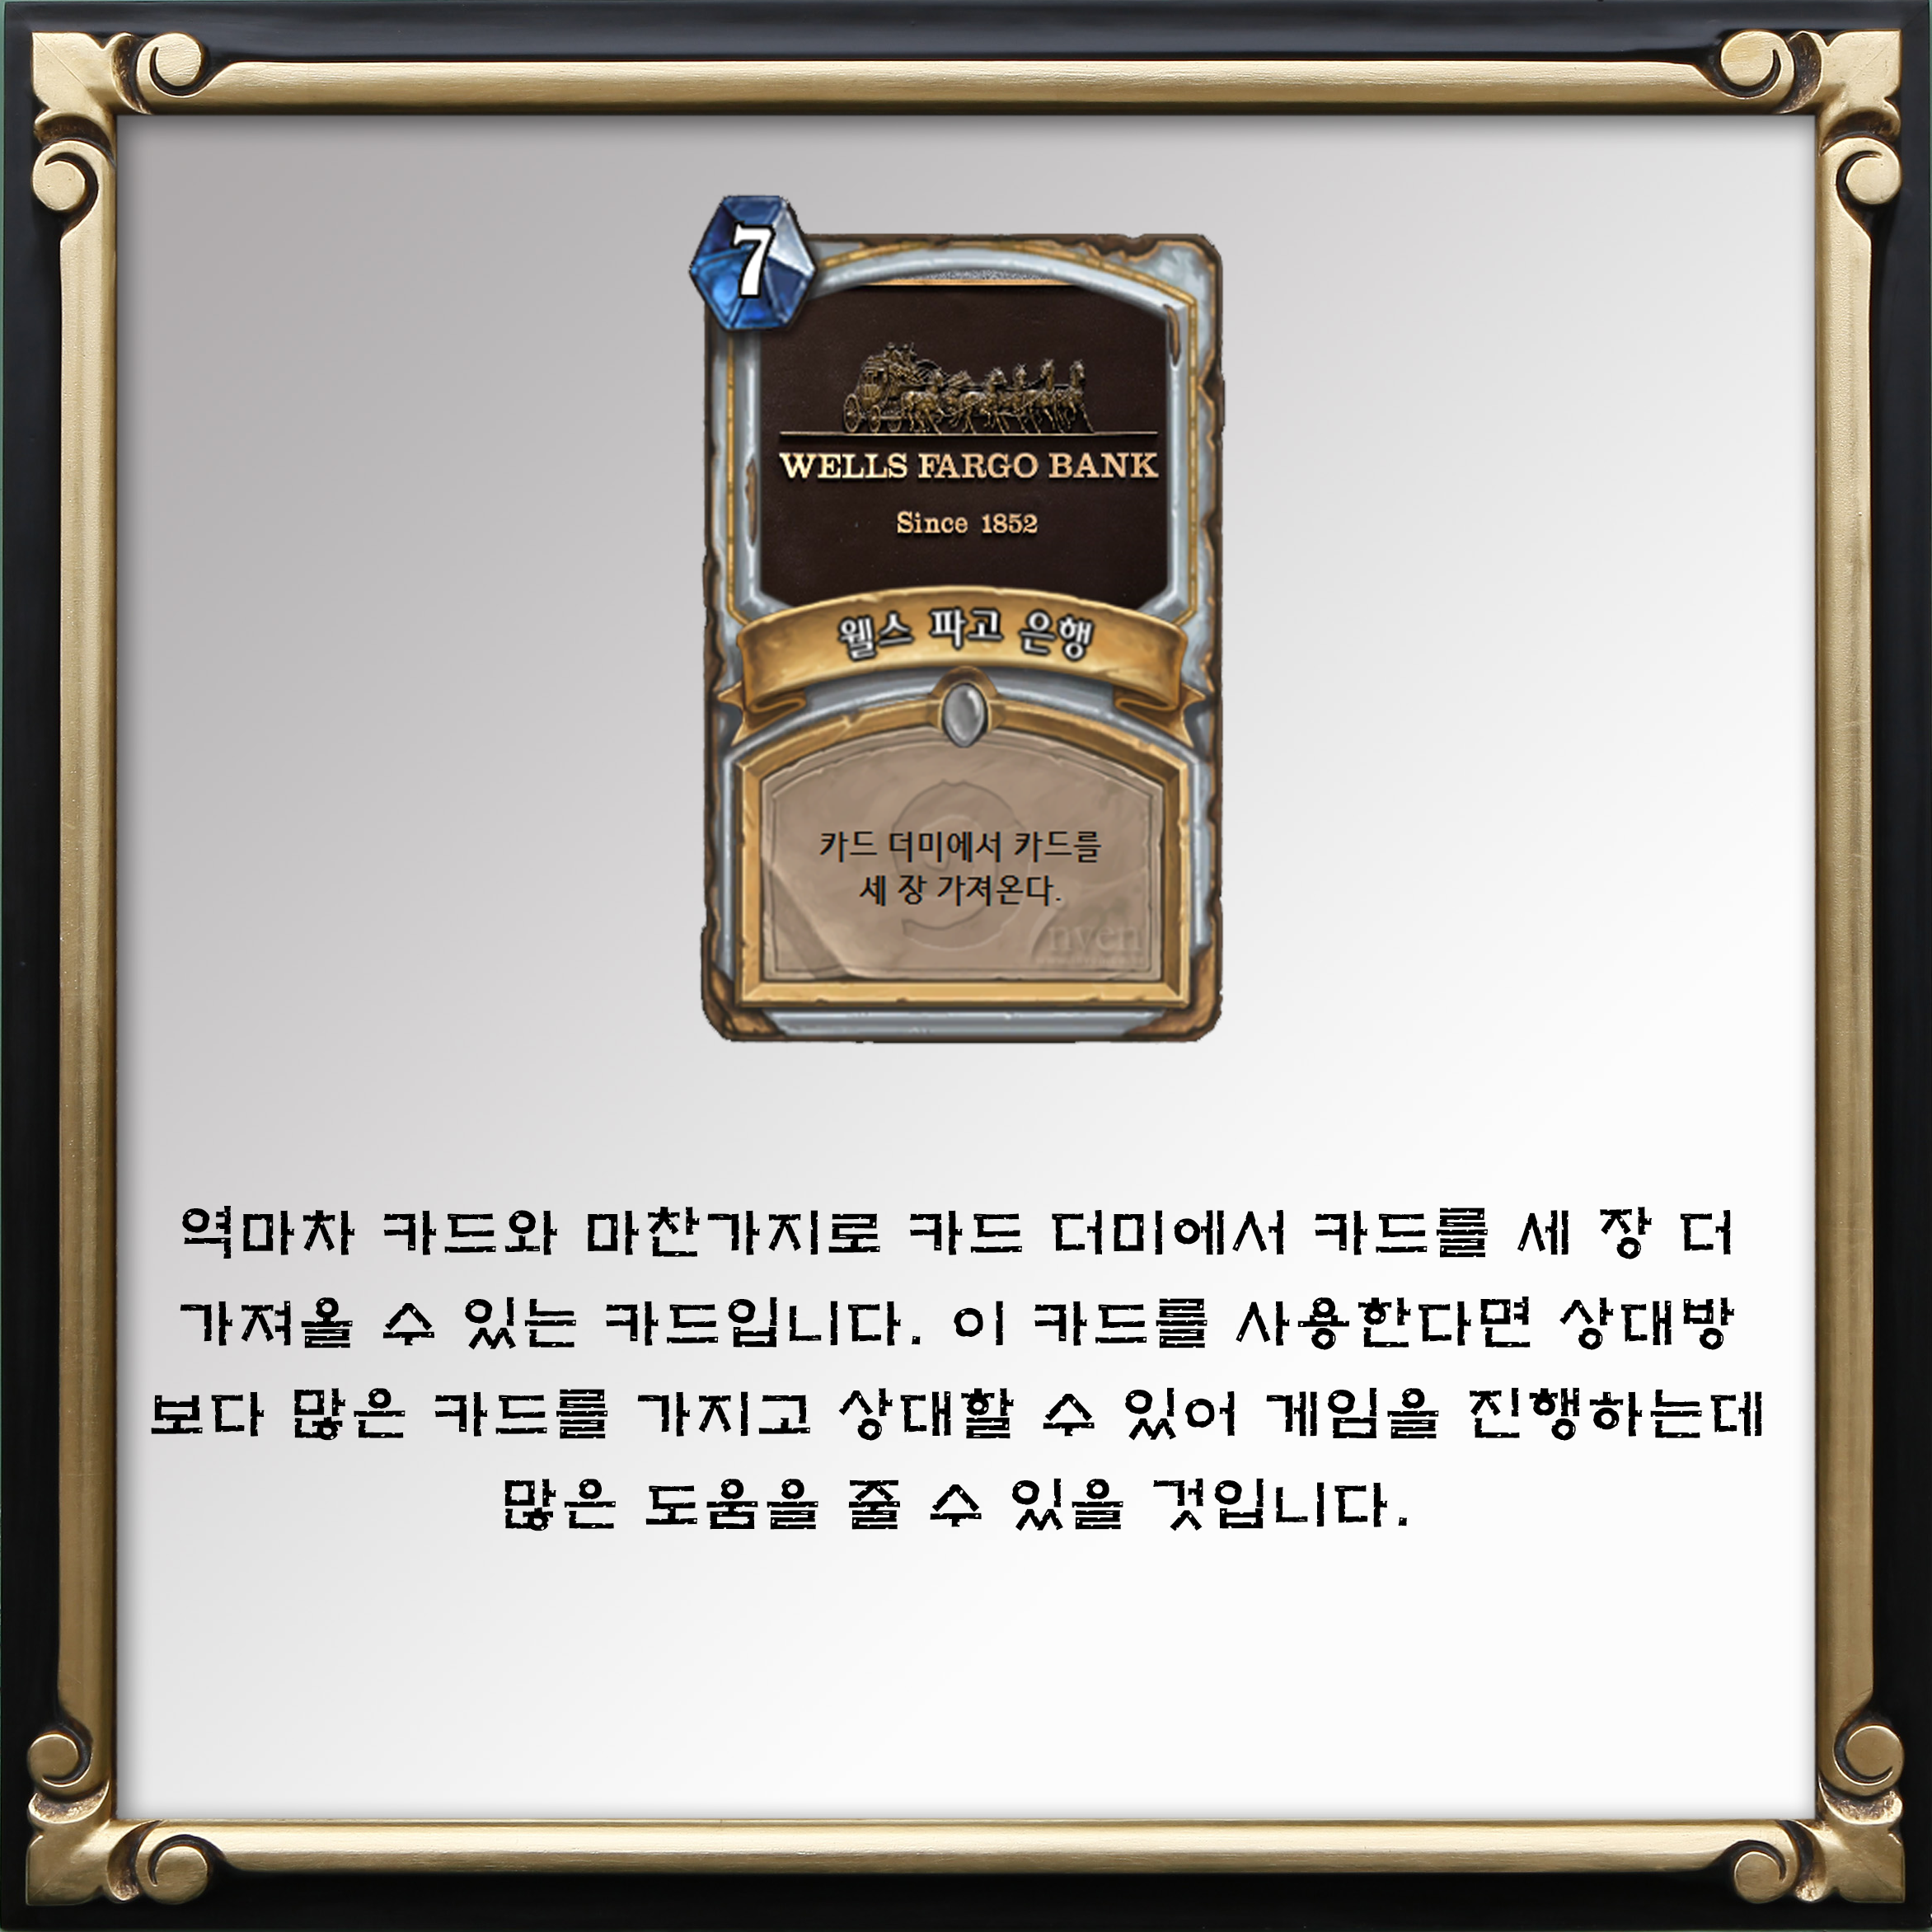 7
WELLS FARGO BANK
Since 1852
웰스 파고 은행
카드 더미에서 카드를
세 장 가져온다.
inven
역마차 카드와 마찬가지로 카드 더미에서 카드를 세 장 더
가져올 수 있는 카드입니다. 이 카드를 사용한다면 상대방
보다 많은 카드를 가지고 상대할 수 있어 게임을 진행하는데
많은 도움을 줄 수 있을 것입니다.